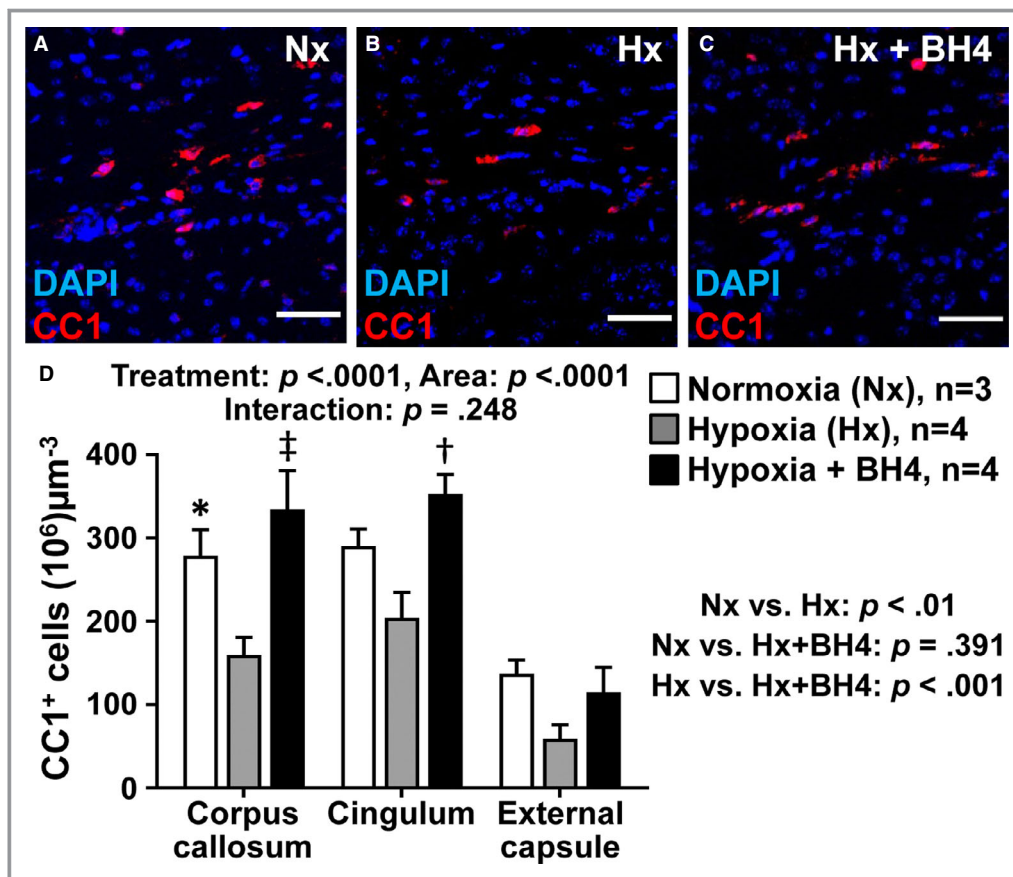 A
Nx
DAPI
CC1
B
Hx
DAPI
CC1
C
Hx + BH4
DAPI
CC1
D
Treatment: p <.0001, Area: p <.0001
Interaction: p = .248
Normoxia (Nx), n=3
Hypoxia (Hx), n=4
Hypoxia + BH4, n=4
CC1⁺ cells (10⁶)µm⁻³
400
300
200
100
0
*
‡
†
Corpus callosum
Cingulum
External capsule
Nx vs. Hx: p < .01
Nx vs. Hx+BH4: p = .391
Hx vs. Hx+BH4: p < .001